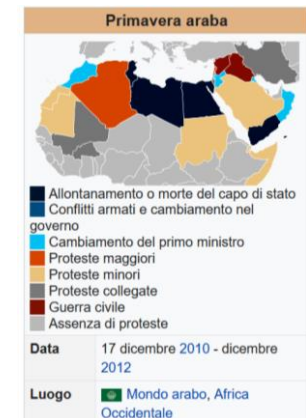 Primavera araba
Allontanamento o morte del capo di stato
Conflitti armati e cambiamento nel
governo
Cambiamento del primo ministro
Proteste maggiori
Proteste minori
Proteste collegate
Guerra civile
Assenza di proteste
Data 17 dicembre 2010 - dicembre
2012
Luogo Mondo arabo, Africa
Occidentale